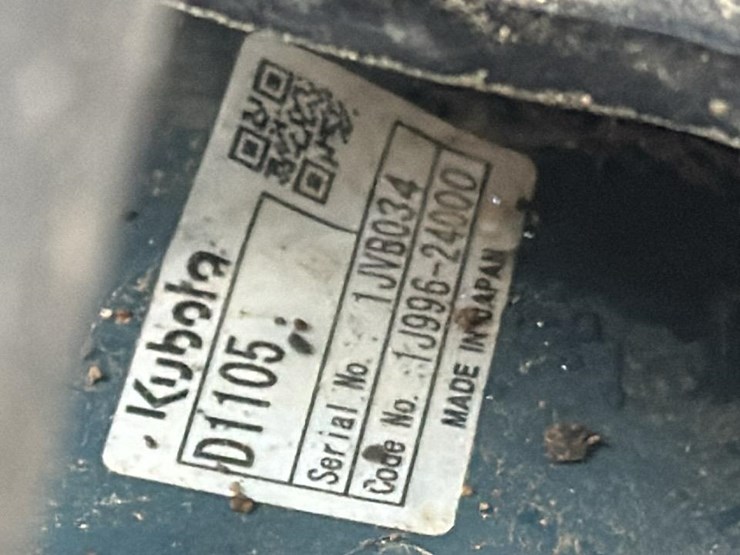 Kubota
D1105
Serial No. 1JVB034
Code No. 1J996-24000
MADE IN JAPAN